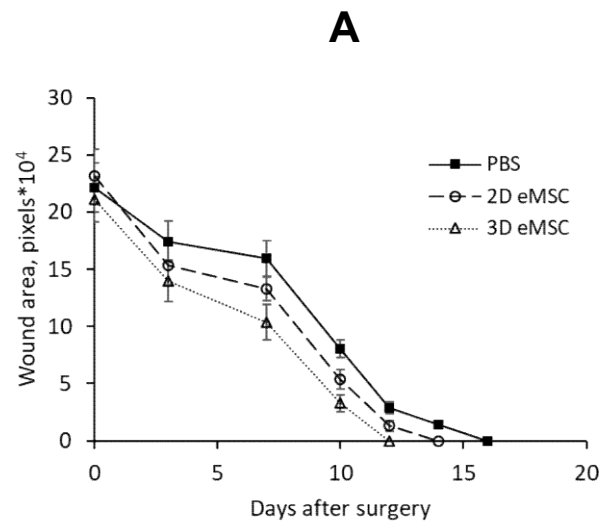 A
30
25
20
15
10
5
0
Wound area, pixels*10⁴
PBS
2D eMSC
3D eMSC
0 5 10 15 20
Days after surgery